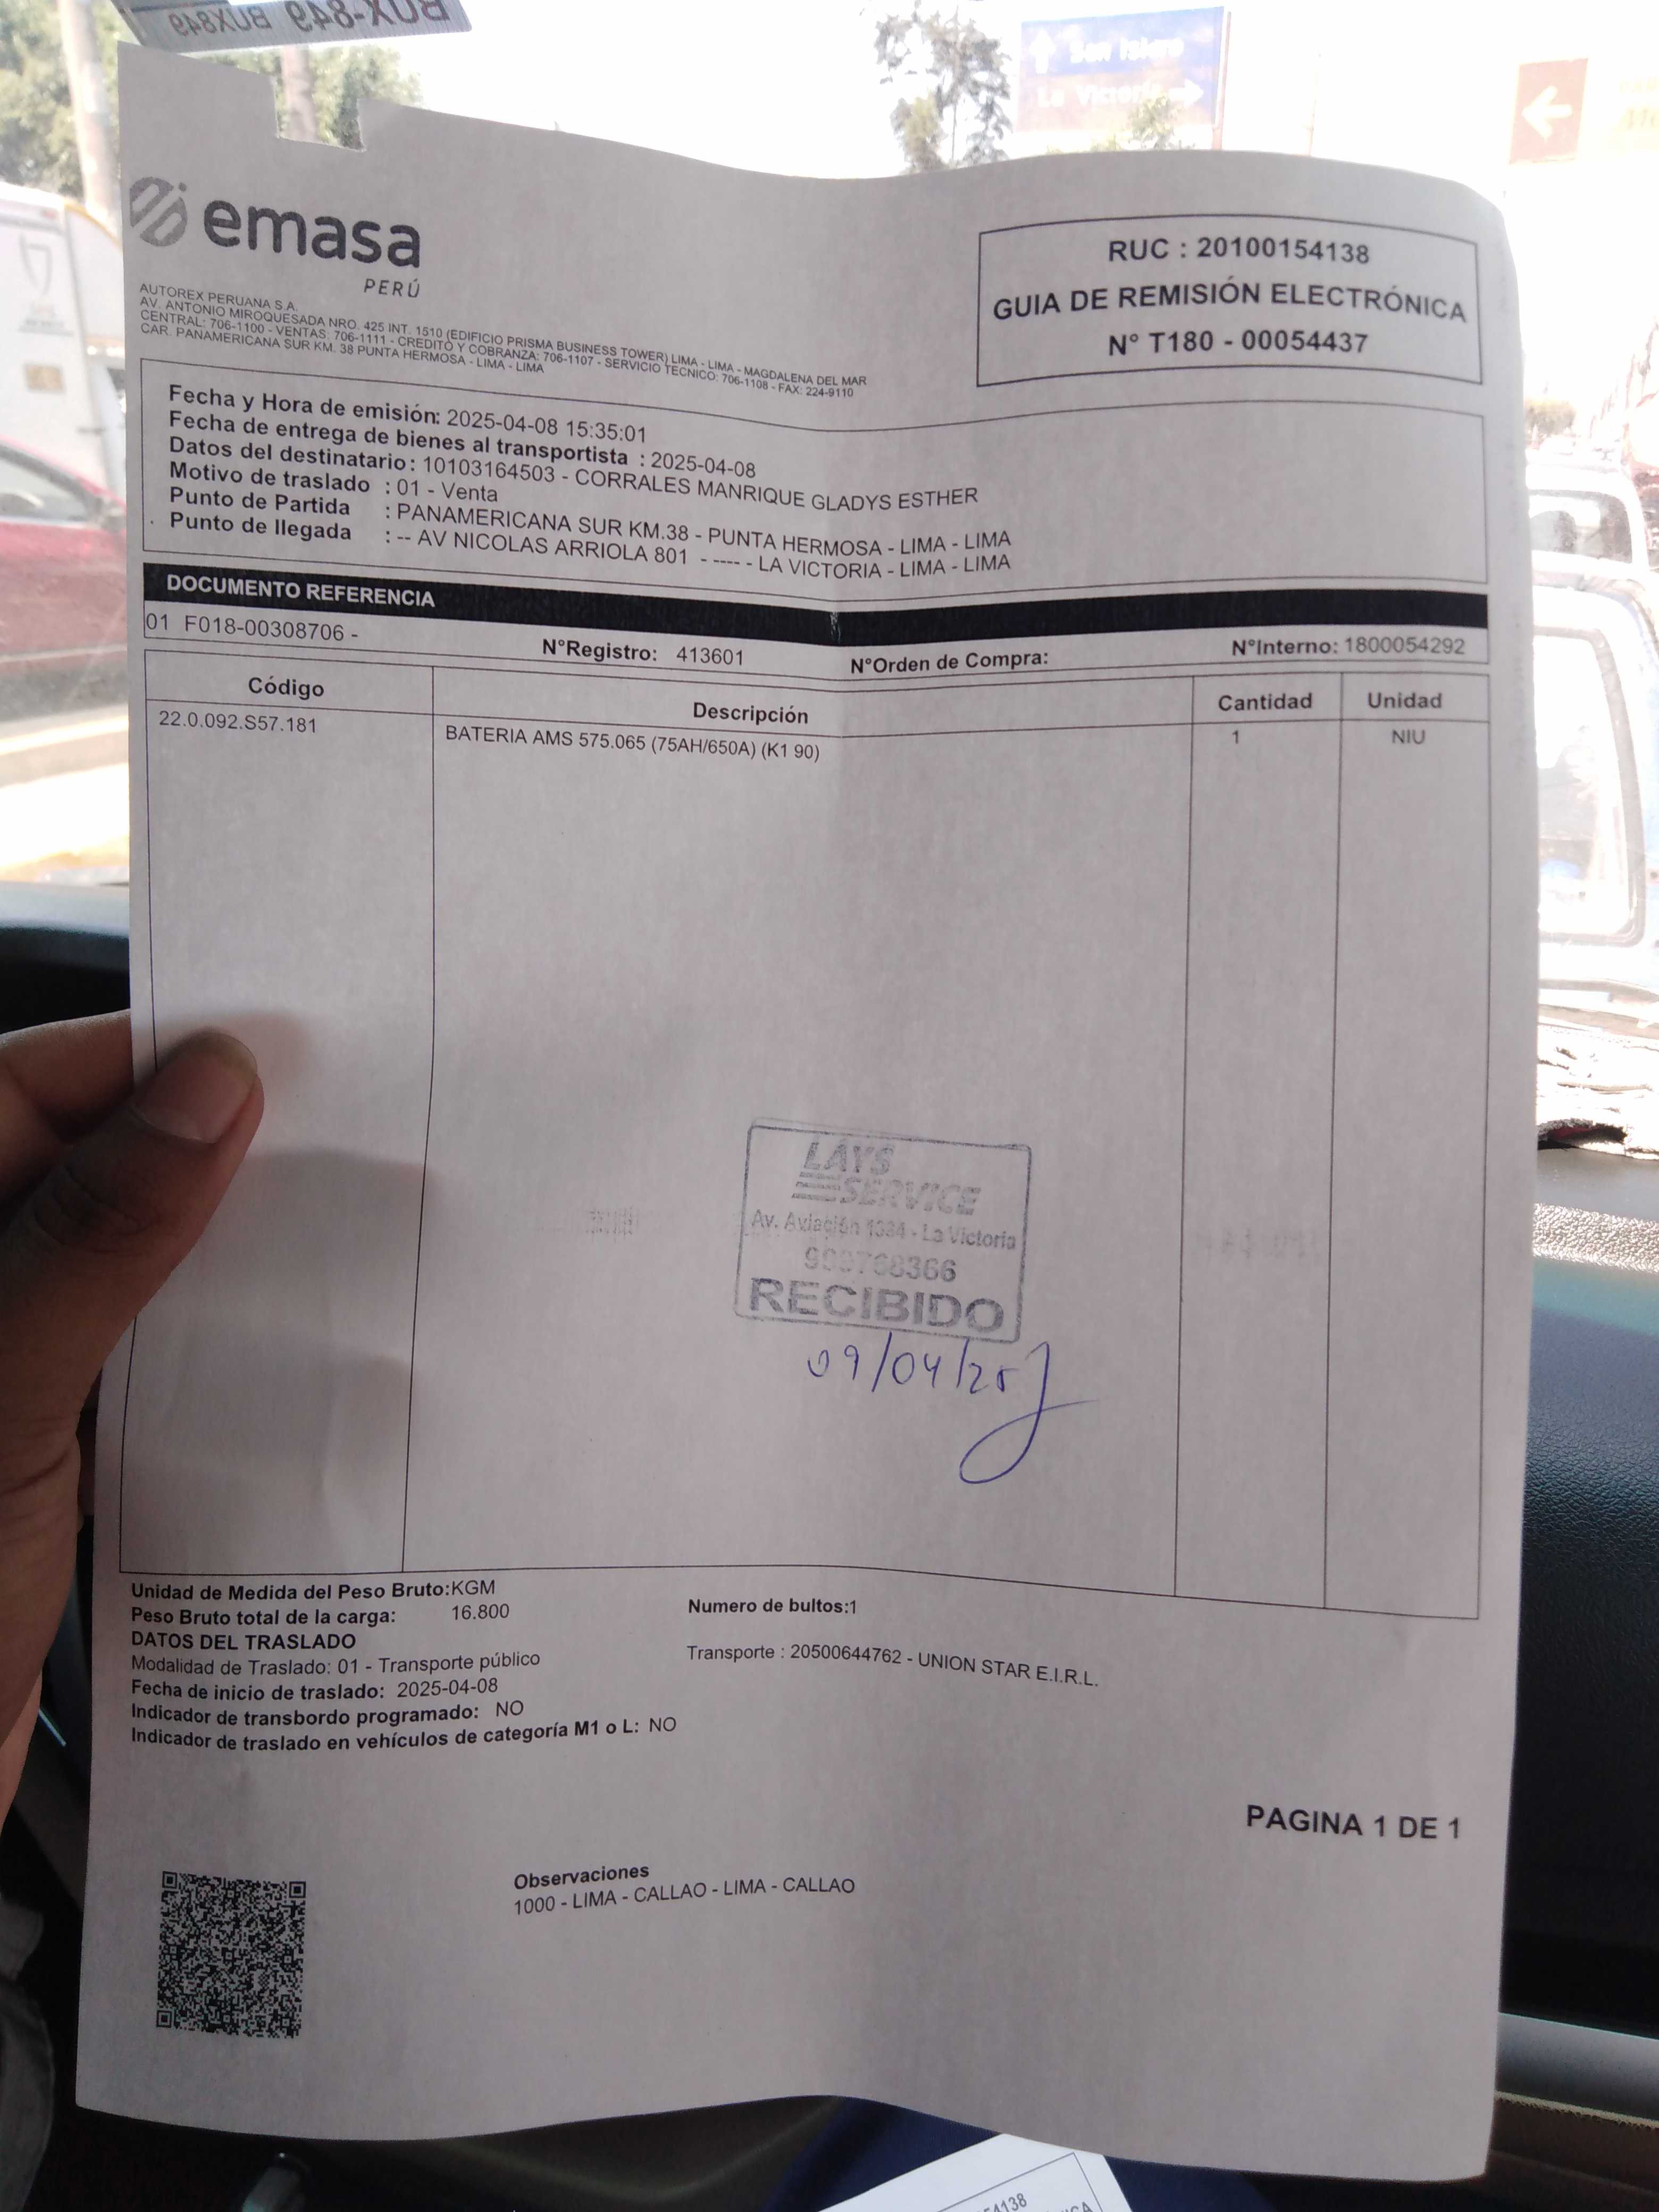 BUX-849
BUX849
San Isidro
La Victoria
emasa
PERÚ
AUTOREX PERUANA S.A.
AV. ANTONIO MIROQUESADA NRO. 425 INT. 1510 (EDIFICIO PRISMA BUSINESS TOWER) LIMA - LIMA - MAGDALENA DEL MAR
CENTRAL: 706-1100 - VENTAS: 706-1111 - CREDITO Y COBRANZA: 706-1107 - SERVICIO TECNICO: 706-1108 - FAX: 224-9110
CAR. PANAMERICANA SUR KM. 38 PUNTA HERMOSA - LIMA - LIMA
RUC : 20100154138
GUIA DE REMISIÓN ELECTRÓNICA
N° T180 - 00054437
Fecha y Hora de emisión: 2025-04-08 15:35:01
Fecha de entrega de bienes al transportista : 2025-04-08
Datos del destinatario : 10103164503 - CORRALES MANRIQUE GLADYS ESTHER
Motivo de traslado : 01 - Venta
Punto de Partida : PANAMERICANA SUR KM.38 - PUNTA HERMOSA - LIMA - LIMA
Punto de llegada : -- AV NICOLAS ARRIOLA 801 - ---- - LA VICTORIA - LIMA - LIMA
DOCUMENTO REFERENCIA
01 F018-00308706 - N°Registro: 413601 N°Orden de Compra: N°Interno: 1800054292
Código Descripción Cantidad Unidad
22.0.092.S57.181 BATERIA AMS 575.065 (75AH/650A) (K1 90) 1 NIU
LAYS
SERVICE
Av. Aviación 1384 - La Victoria
RECIBIDO
09/04/25
Unidad de Medida del Peso Bruto:KGM
Peso Bruto total de la carga: 16.800 Numero de bultos:1
DATOS DEL TRASLADO
Modalidad de Traslado: 01 - Transporte público Transporte : 20500644762 - UNION STAR E.I.R.L.
Fecha de inicio de traslado: 2025-04-08
Indicador de transbordo programado: NO
Indicador de traslado en vehículos de categoría M1 o L: NO
PAGINA 1 DE 1
Observaciones
1000 - LIMA - CALLAO - LIMA - CALLAO